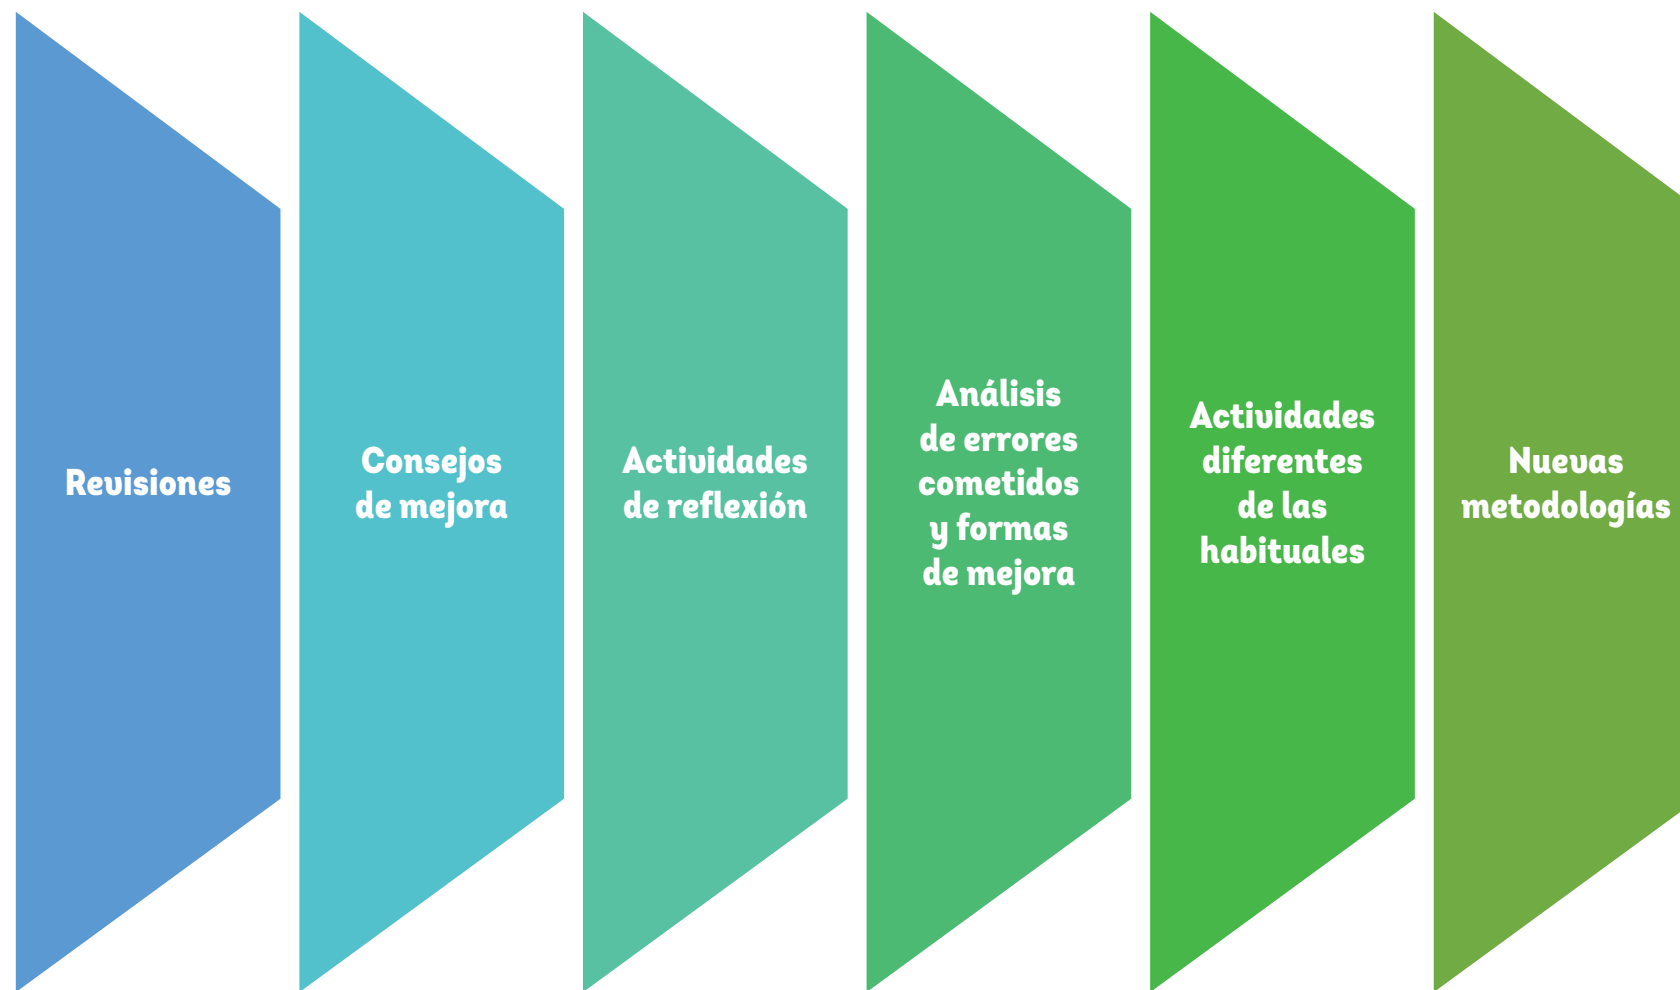 Revisiones
Consejos
de mejora
Actividades
de reflexión
Análisis
de errores
cometidos
y formas
de mejora
Actividades
diferentes
de las
habituales
Nuevas
metodologías